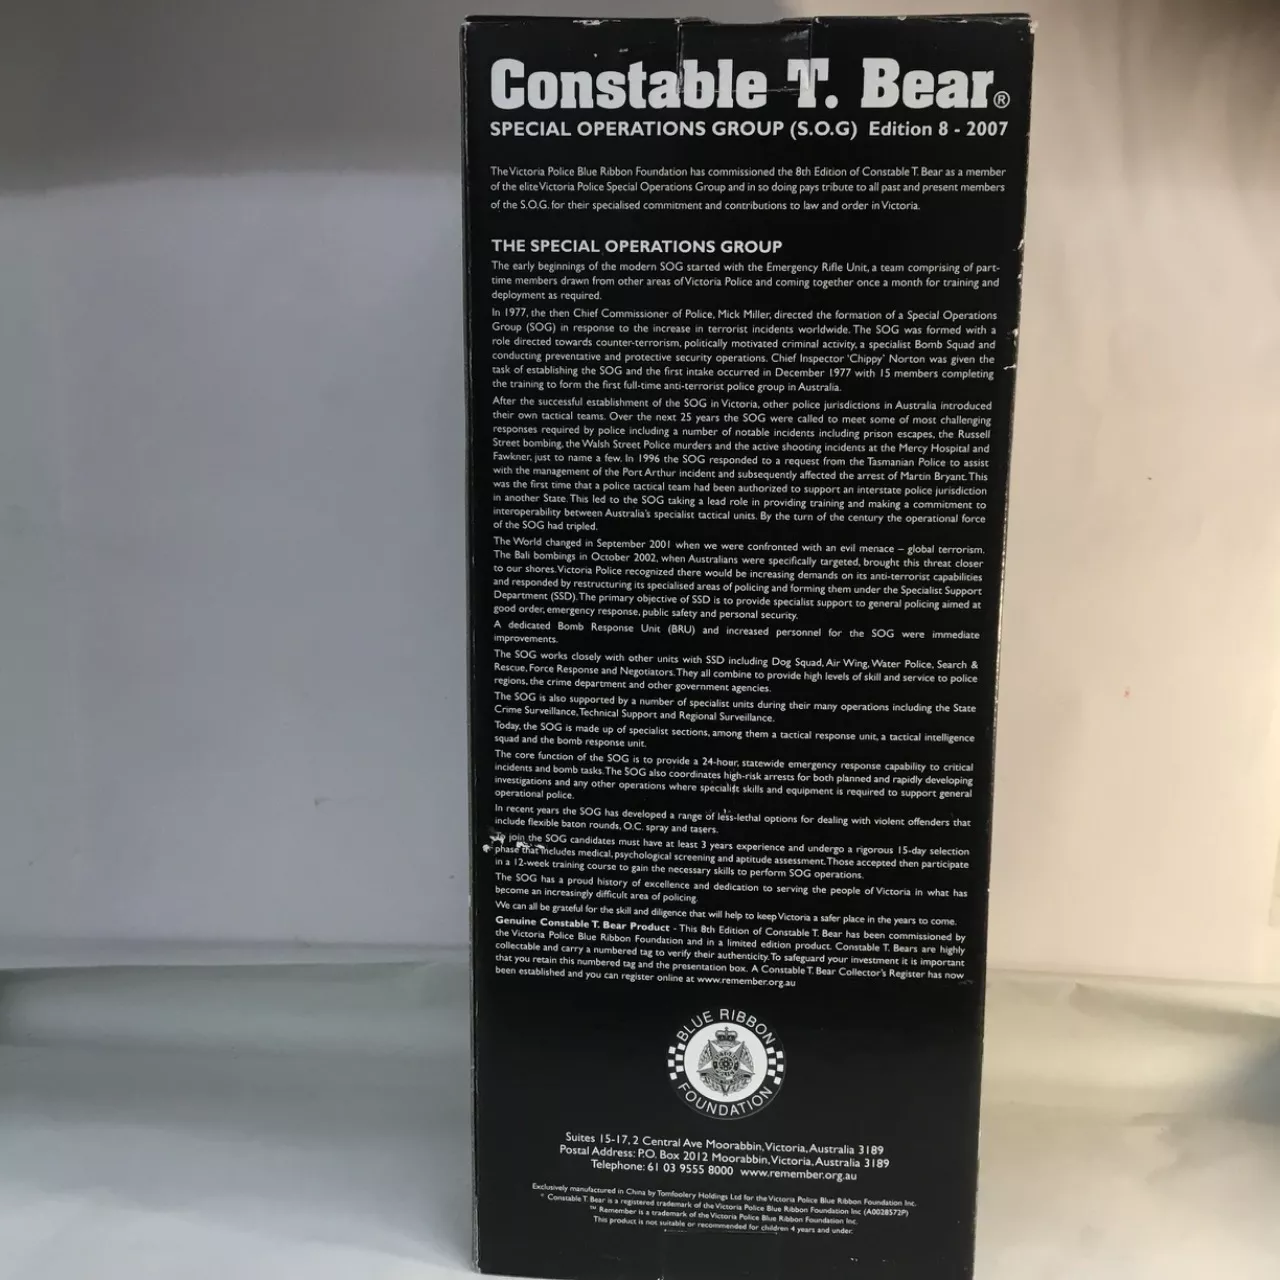 Constable T. Bear®
SPECIAL OPERATIONS GROUP (S.O.G) Edition 8 - 2007
The Victoria Police Blue Ribbon Foundation has commissioned the 8th Edition of Constable T. Bear as a member
of the elite Victoria Police Special Operations Group and in so doing pays tribute to all past and present members
of the S.O.G. for their specialised commitment and contributions to law and order in Victoria.
THE SPECIAL OPERATIONS GROUP
The early beginnings of the modern SOG started with the Emergency Rifle Unit, a team comprising of part-
time members drawn from other areas of Victoria Police and coming together once a month for training and
deployment as required.
In 1977, the then Chief Commissioner of Police, Mick Miller, directed the formation of a Special Operations
Group (SOG) in response to the increase in terrorist incidents worldwide. The SOG was formed with a
role directed towards counter-terrorism, politically motivated criminal activity, a specialist Bomb Squad and
conducting preventative and protective security operations. Chief Inspector 'Chippy' Norton was given the
task of establishing the SOG and the first intake occurred in December 1977 with 15 members completing
the training to form the first full-time anti-terrorist police group in Australia.
After the successful establishment of the SOG in Victoria, other police jurisdictions in Australia introduced
their own tactical teams. Over the next 25 years the SOG were called to meet some of most challenging
responses required by police including a number of notable incidents including prison escapes, the Russell
Street bombing, the Walsh Street Police murders and the active shooting incidents at the Mercy Hospital and
Fawkner, just to name a few. In 1996 the SOG responded to a request from the Tasmanian Police to assist
with the management of the Port Arthur incident and subsequently affected the arrest of Martin Bryant. This
was the first time that a police tactical team had been authorized to support an interstate police jurisdiction
in another State. This led to the SOG taking a lead role in providing training and making a commitment to
interoperability between Australia's specialist tactical units. By the turn of the century the operational force
of the SOG had tripled.
The World changed in September 2001 when we were confronted with an evil menace – global terrorism.
The Bali bombings in October 2002, when Australians were specifically targeted, brought this threat closer
to our shores. Victoria Police recognized there would be increasing demands on its anti-terrorist capabilities
and responded by restructuring its specialised areas of policing and forming them under the Specialist Support
Department (SSD). The primary objective of SSD is to provide specialist support to general policing aimed at
good order, emergency response, public safety and personal security.
A dedicated Bomb Response Unit (BRU) and increased personnel for the SOG were immediate
improvements.
The SOG works closely with other units with SSD including Dog Squad, Air Wing, Water Police, Search &
Rescue, Force Response and Negotiators. They all combine to provide high levels of skill and service to police
regions, the crime department and other government agencies.
The SOG is also supported by a number of specialist units during their many operations including the State
Crime Surveillance, Technical Support and Regional Surveillance.
Today, the SOG is made up of specialist sections, among them a tactical response unit, a tactical intelligence
squad and the bomb response unit.
The core function of the SOG is to provide a 24-hour, statewide emergency response capability to critical
incidents and bomb tasks. The SOG also coordinates high-risk arrests for both planned and rapidly developing
investigations and any other operations where specialist skills and equipment is required to support general
operational police.
In recent years the SOG has developed a range of less-lethal options for dealing with violent offenders that
include flexible baton rounds, O.C. spray and tasers.
To join the SOG candidates must have at least 3 years experience and undergo a rigorous 15-day selection
phase that includes medical, psychological screening and aptitude assessment. Those accepted then participate
in a 12-week training course to gain the necessary skills to perform SOG operations.
The SOG has a proud history of excellence and dedication to serving the people of Victoria in what has
become an increasingly difficult area of policing.
We can all be grateful for the skill and diligence that will help to keep Victoria a safer place in the years to come.
Genuine Constable T. Bear Product - This 8th Edition of Constable T. Bear has been commissioned by
the Victoria Police Blue Ribbon Foundation and in a limited edition product. Constable T. Bears are highly
collectable and carry a numbered tag to verify their authenticity. To safeguard your investment it is important
that you retain this numbered tag and the presentation box. A Constable T. Bear Collector's Register has now
been established and you can register online at www.remember.org.au
BLUE RIBBON
FOUNDATION
Suites 15-17, 2 Central Ave Moorabbin, Victoria, Australia 3189
Postal Address: P.O. Box 2012 Moorabbin, Victoria, Australia 3189
Telephone: 61 03 9555 8000 www.remember.org.au
Exclusively manufactured in China by Tomfoolery Holdings Ltd for the Victoria Police Blue Ribbon Foundation Inc.
® Constable T. Bear is a registered trademark of the Victoria Police Blue Ribbon Foundation Inc (A0028572P)
™ Remember is a trademark of the Victoria Police Blue Ribbon Foundation Inc.
This product is not suitable or recommended for children 4 years and under.